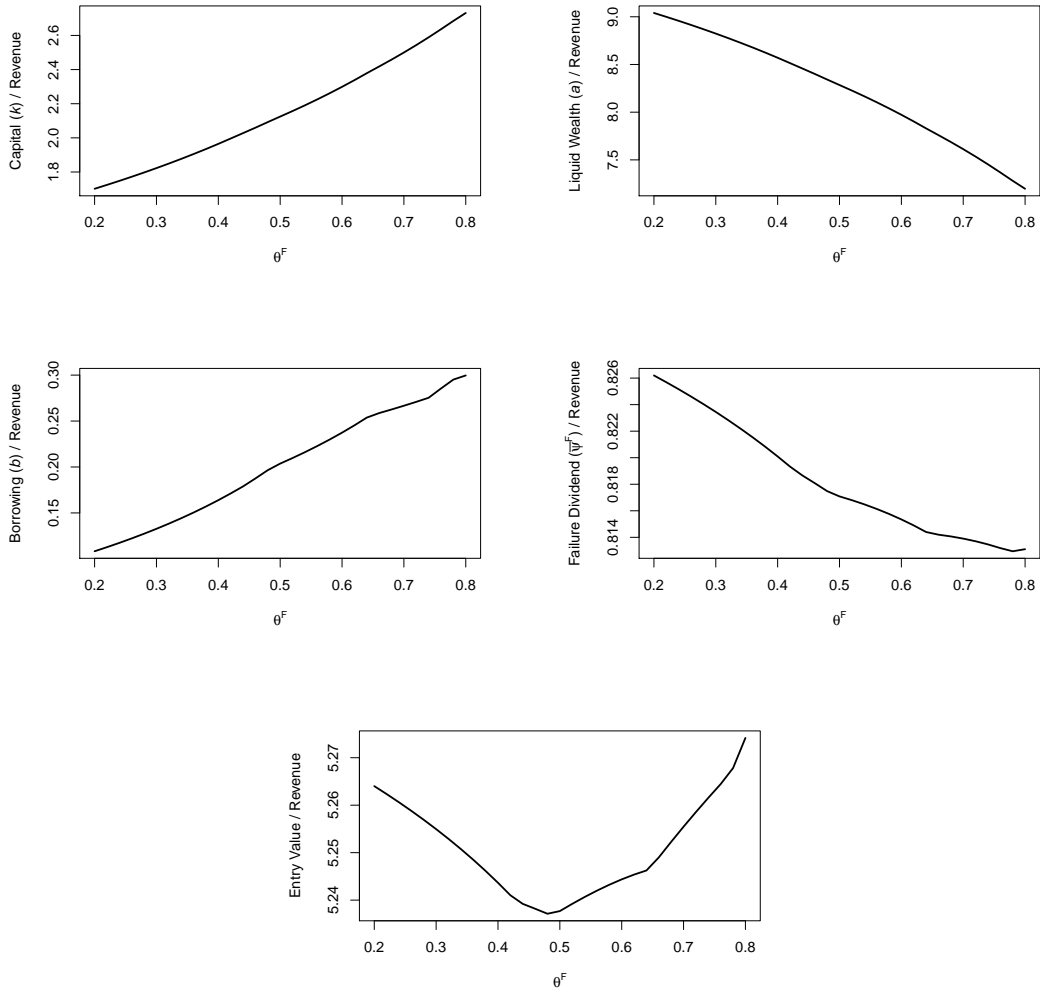 Capital (k) / Revenue
1.8 2.0 2.2 2.4 2.6
0.2 0.3 0.4 0.5 0.6 0.7 0.8
θF
Liquid Wealth (a) / Revenue
7.5 8.0 8.5 9.0
0.2 0.3 0.4 0.5 0.6 0.7 0.8
θF
Borrowing (b) / Revenue
0.15 0.20 0.25 0.30
0.2 0.3 0.4 0.5 0.6 0.7 0.8
θF
Failure Dividend (ψ̅F) / Revenue
0.814 0.818 0.822 0.826
0.2 0.3 0.4 0.5 0.6 0.7 0.8
θF
Entry Value / Revenue
5.24 5.25 5.26 5.27
0.2 0.3 0.4 0.5 0.6 0.7 0.8
θF